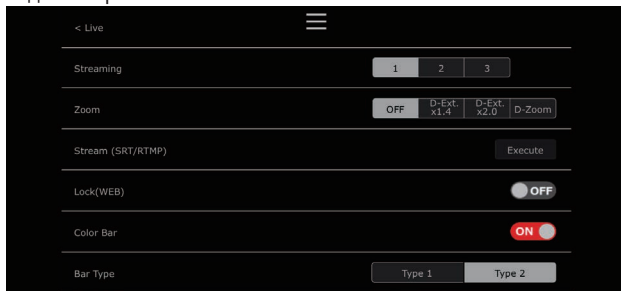 < Live
Streaming 1 2 3
Zoom OFF D-Ext. x1.4 D-Ext. x2.0 D-Zoom
Stream (SRT/RTMP) Execute
Lock(WEB) OFF
Color Bar ON
Bar Type Type 1 Type 2